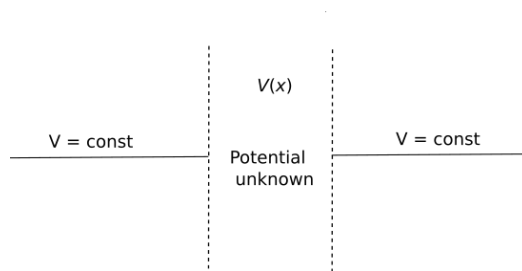 V(x)
V = const
V = const
Potential
unknown